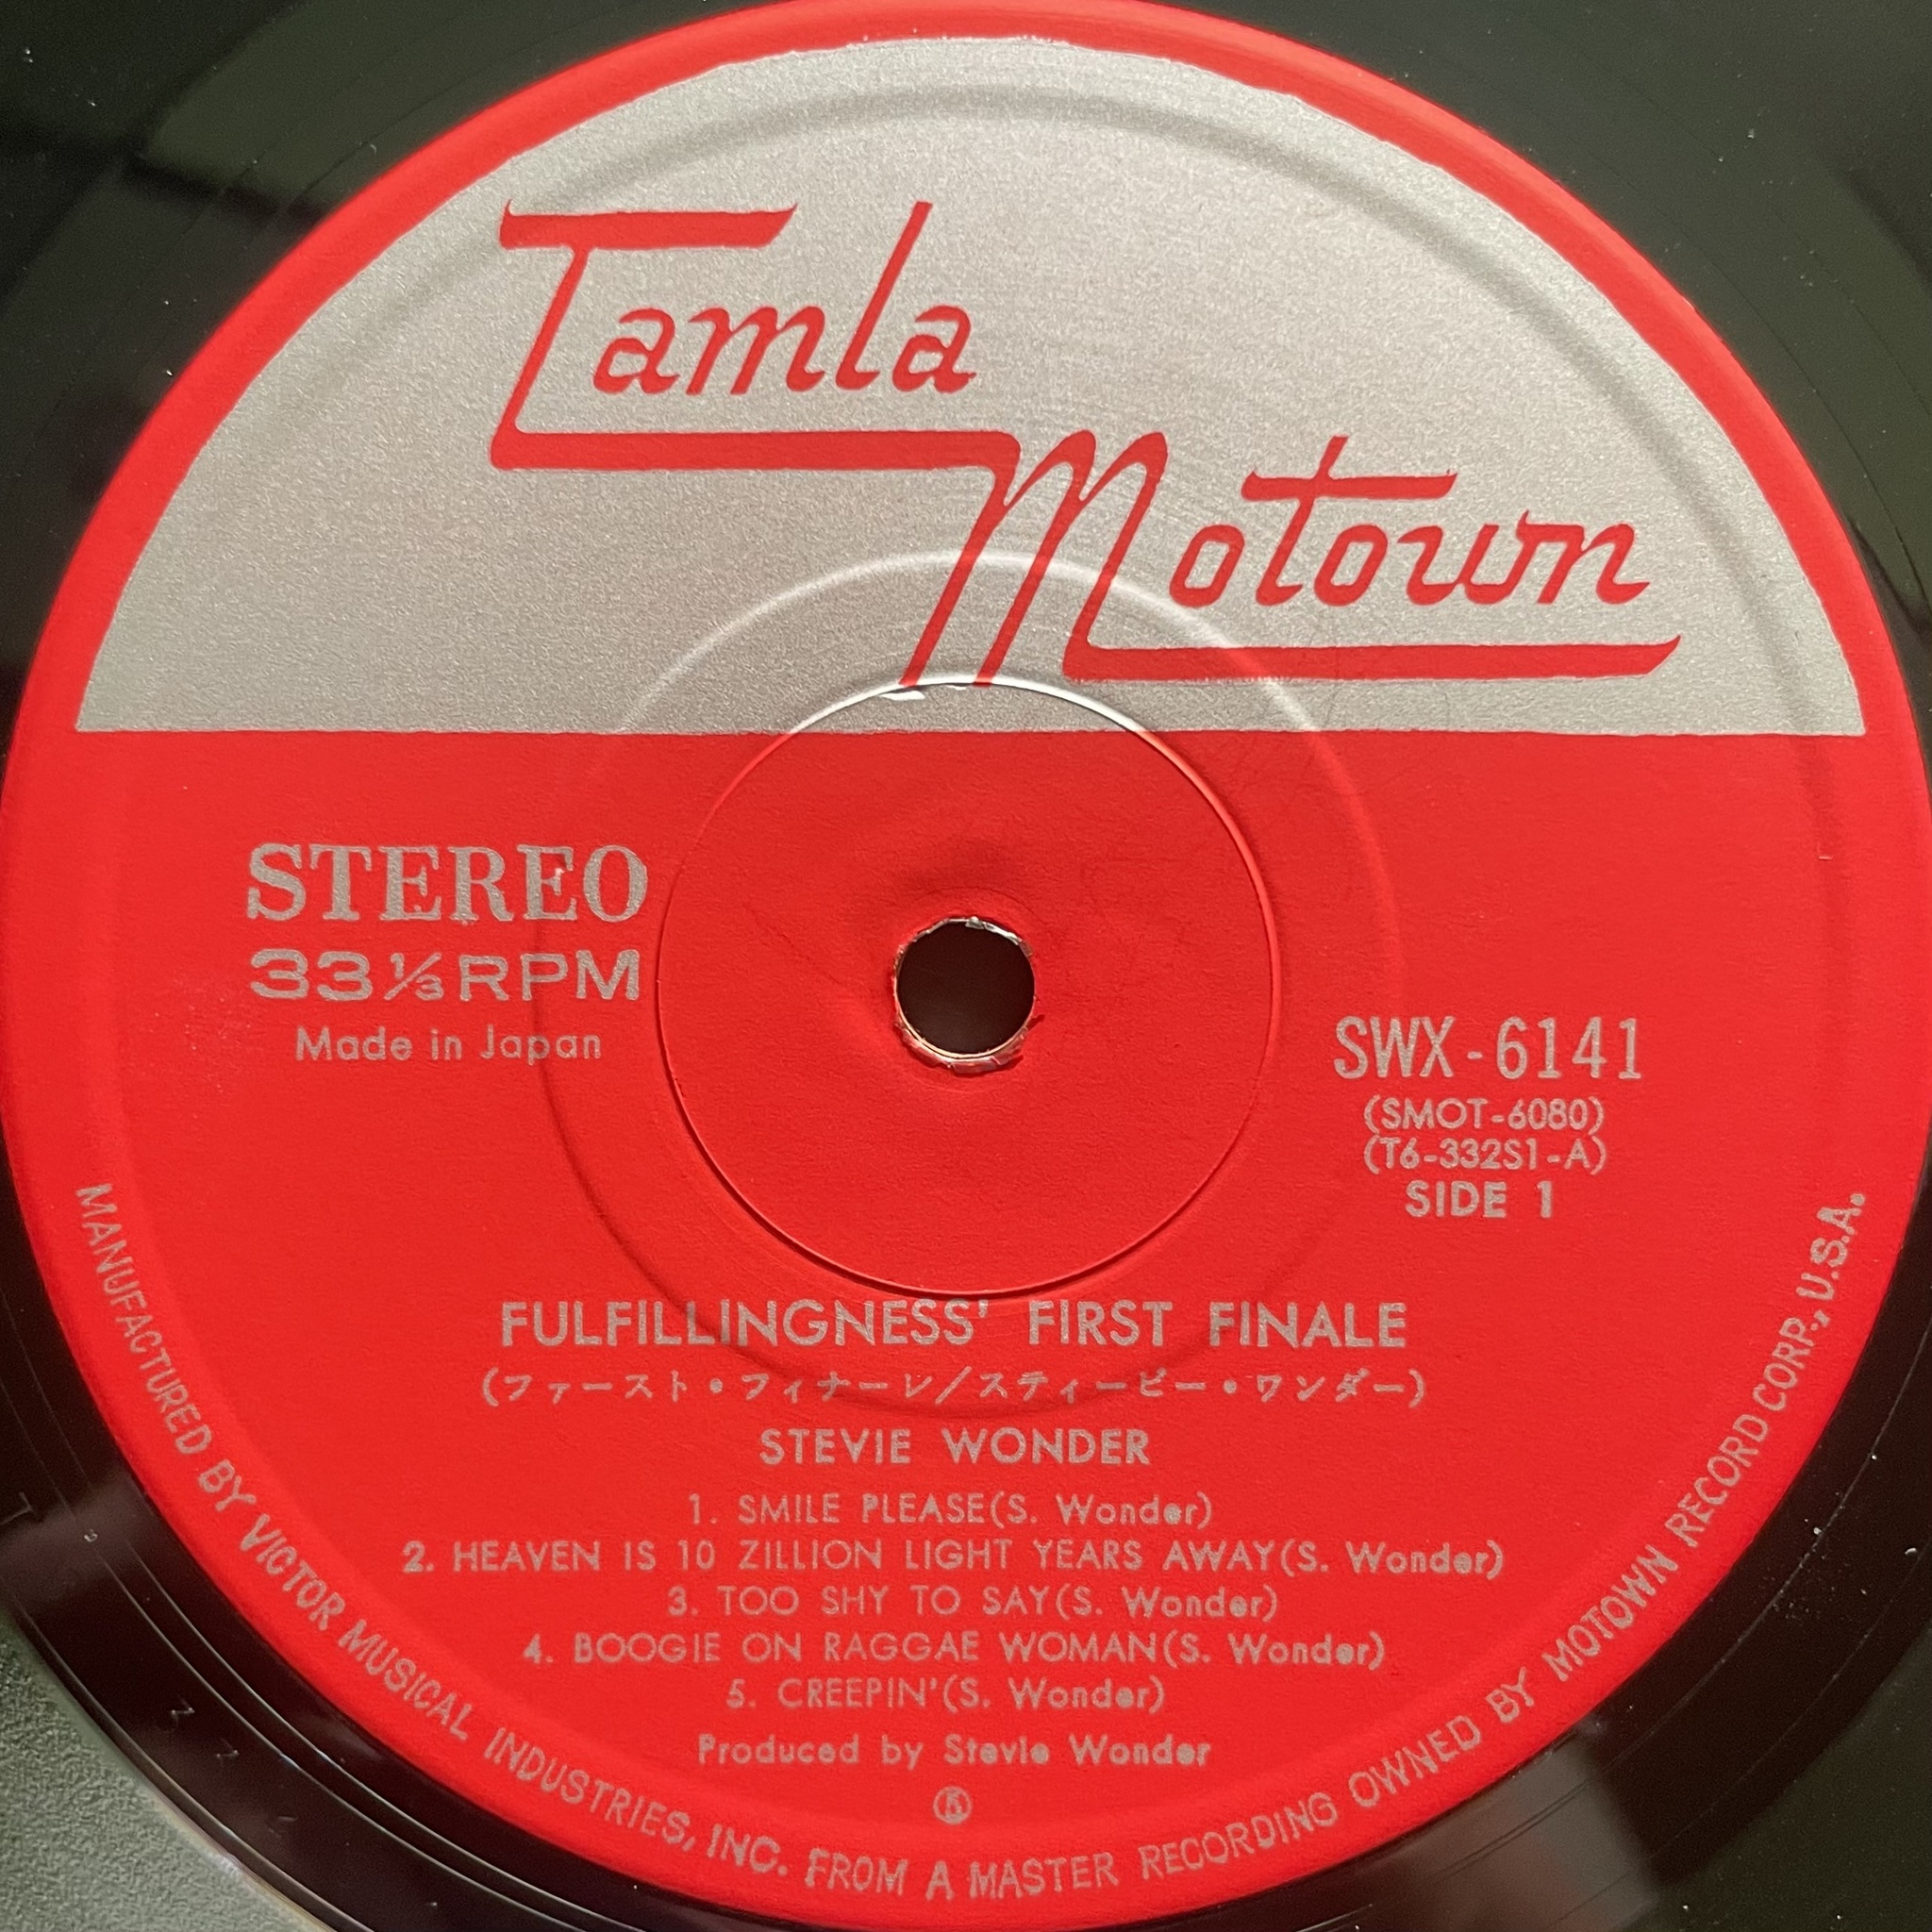 Tamla
Motown
STEREO
33⅓RPM
Made in Japan
SWX-6141
(SMOT-6080)
(T6-332S1-A)
SIDE 1
FULFILLINGNESS' FIRST FINALE
(ファースト・フィナーレ/スティービー・ワンダー)
STEVIE WONDER
1. SMILE PLEASE(S. Wonder)
2. HEAVEN IS 10 ZILLION LIGHT YEARS AWAY(S. Wonder)
3. TOO SHY TO SAY(S. Wonder)
4. BOOGIE ON RAGGAE WOMAN(S. Wonder)
5. CREEPIN'(S. Wonder)
Produced by Stevie Wonder
Ⓚ
MANUFACTURED BY VICTOR MUSICAL INDUSTRIES, INC. FROM A MASTER RECORDING OWNED BY MOTOWN RECORD CORP., U.S.A.